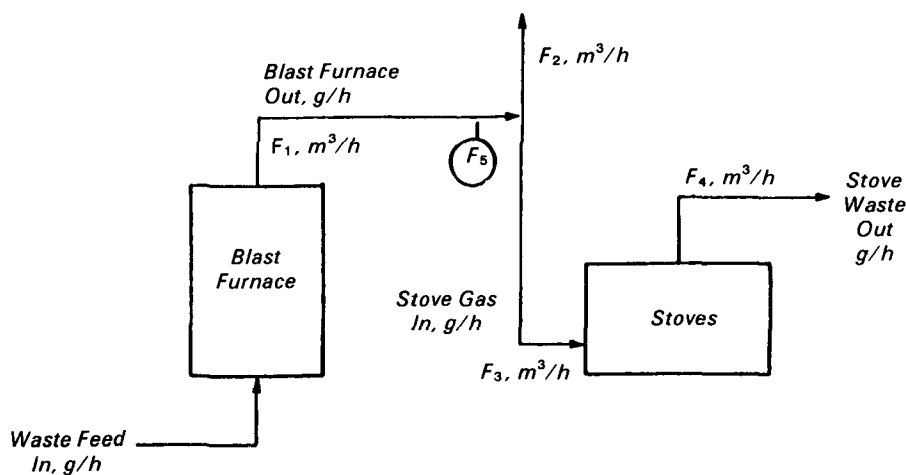 F₂, m³/h
Blast Furnace
Out, g/h
F₁, m³/h
F₅
F₄, m³/h
Stove
Waste
Out
g/h
Blast
Furnace
Stove Gas
In, g/h
Stoves
F₃, m³/h
Waste Feed
In, g/h